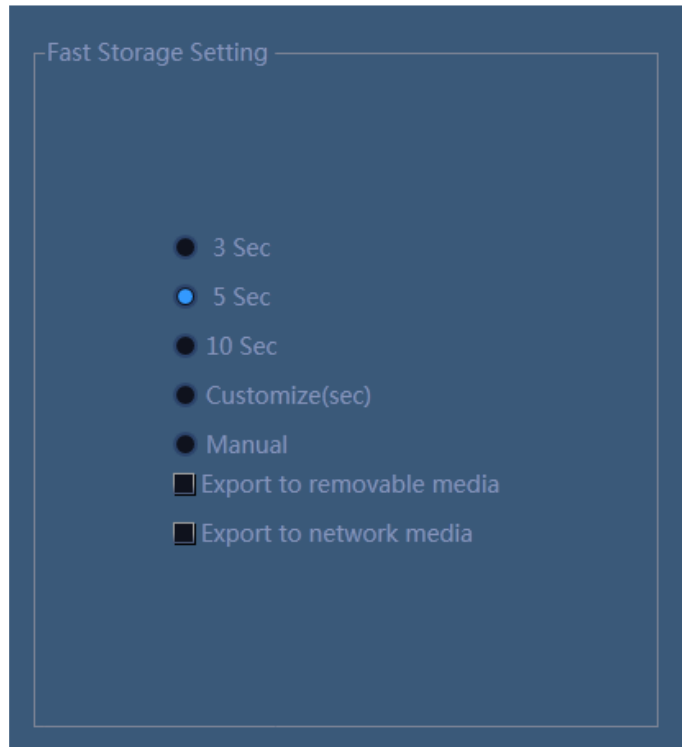 Fast Storage Setting
3 Sec
5 Sec
10 Sec
Customize(sec)
Manual
Export to removable media
Export to network media